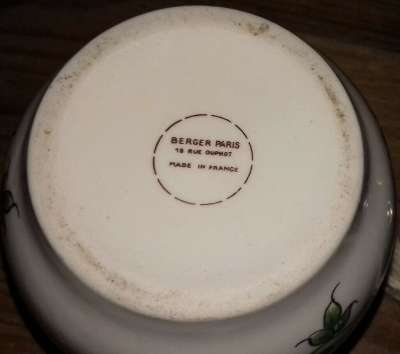 BERGER PARIS
18 RUE DUPHOT
MADE IN FRANCE